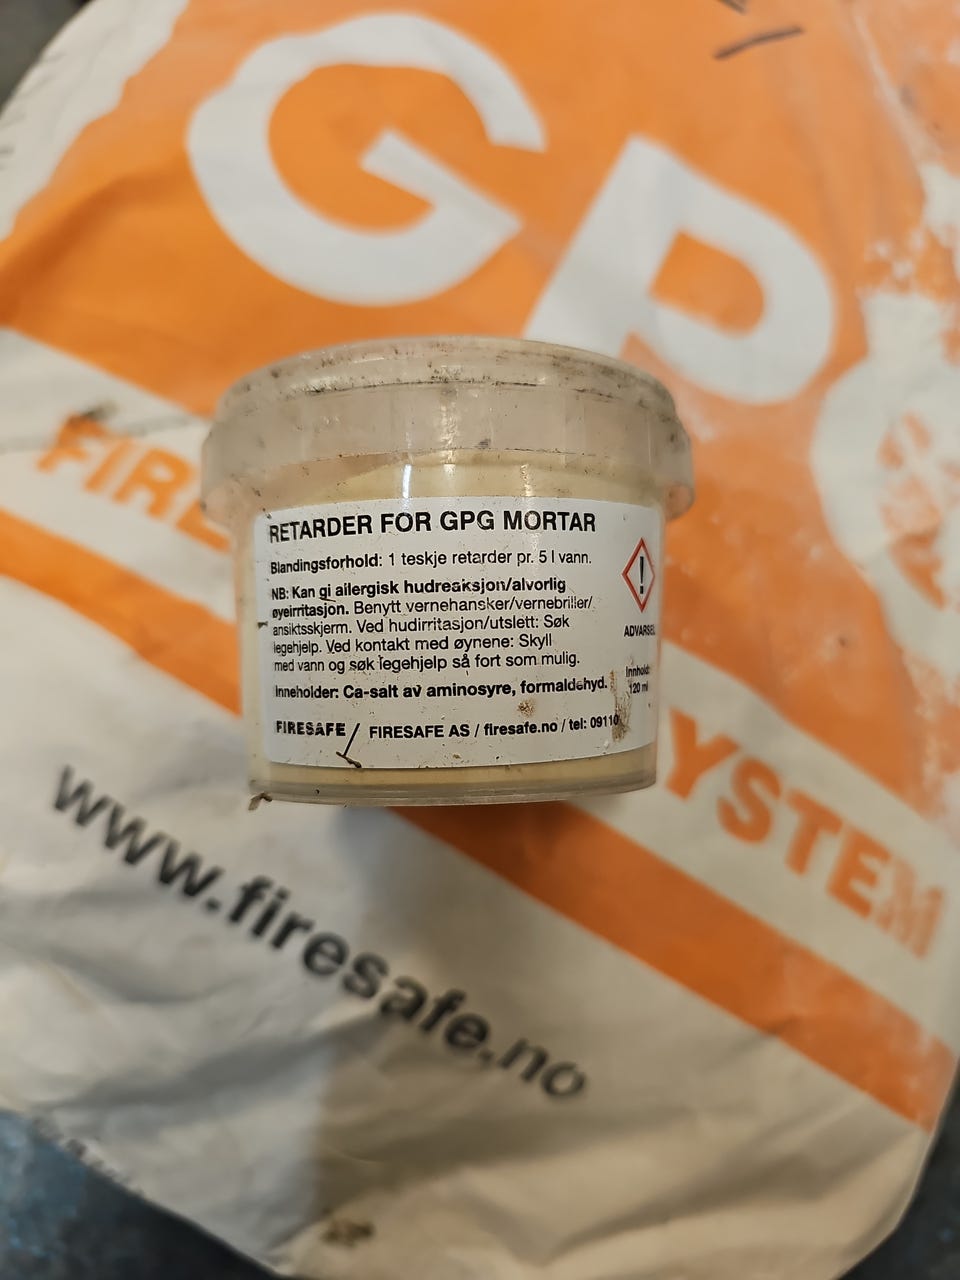 GPG
FIRE
SYSTEM
RETARDER FOR GPG MORTAR
Blandingsforhold: 1 teskje retarder pr. 5 l vann.
NB: Kan gi allergisk hudreaksjon/alvorlig
øyeirritasjon. Benytt vernehansker/vernebriller/
ansiktsskjerm. Ved hudirritasjon/utslett: Søk
legehjelp. Ved kontakt med øynene: Skyll
med vann og søk legehjelp så fort som mulig.
Inneholder: Ca-salt av aminosyre, formaldehyd.
ADVARSEL
Innhold:
120 ml
FIRESAFE FIRESAFE AS / firesafe.no / tel: 09110
www.firesafe.no